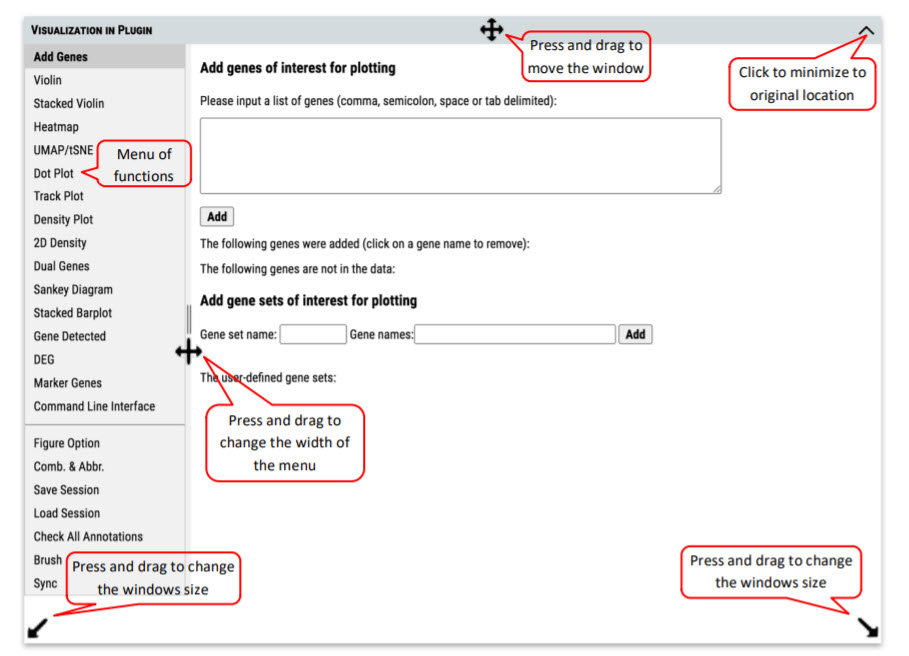 VISUALIZATION IN PLUGIN
Add Genes
Violin
Stacked Violin
Heatmap
UMAP/tSNE
Dot Plot
Track Plot
Density Plot
2D Density
Dual Genes
Sankey Diagram
Stacked Barplot
Gene Detected
DEG
Marker Genes
Command Line Interface
Figure Option
Comb. & Abbr.
Save Session
Load Session
Check All Annotations
Brush
Sync
Menu of
functions
Press and drag to
move the window
Click to minimize to
original location
Add genes of interest for plotting
Please input a list of genes (comma, semicolon, space or tab delimited):
Add
The following genes were added (click on a gene name to remove):
The following genes are not in the data:
Add gene sets of interest for plotting
Gene set name: Gene names: Add
The user-defined gene sets:
Press and drag to
change the width of
the menu
Press and drag to change
the windows size
Press and drag to change
the windows size